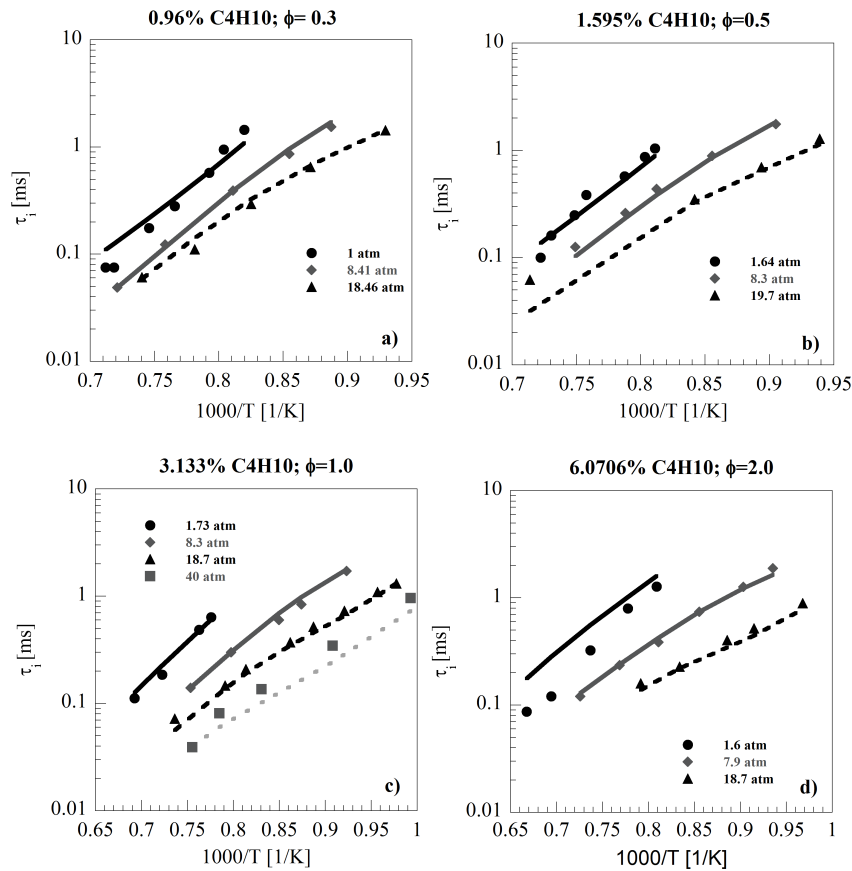 0.96% C4H10; ϕ= 0.3
10
1
0.1
0.01
τi [ms]
1 atm
8.41 atm
18.46 atm
a)
0.7 0.75 0.8 0.85 0.9 0.95
1000/T [1/K]
1.595% C4H10; ϕ=0.5
10
1
0.1
0.01
τi [ms]
1.64 atm
8.3 atm
19.7 atm
b)
0.7 0.75 0.8 0.85 0.9 0.95
1000/T [1/K]
3.133% C4H10; ϕ=1.0
10
1
0.1
0.01
τi [ms]
1.73 atm
8.3 atm
18.7 atm
40 atm
c)
0.65 0.7 0.75 0.8 0.85 0.9 0.95 1
1000/T [1/K]
6.0706% C4H10; ϕ=2.0
10
1
0.1
0.01
τi [ms]
1.6 atm
7.9 atm
18.7 atm
d)
0.65 0.7 0.75 0.8 0.85 0.9 0.95 1
1000/T [1/K]